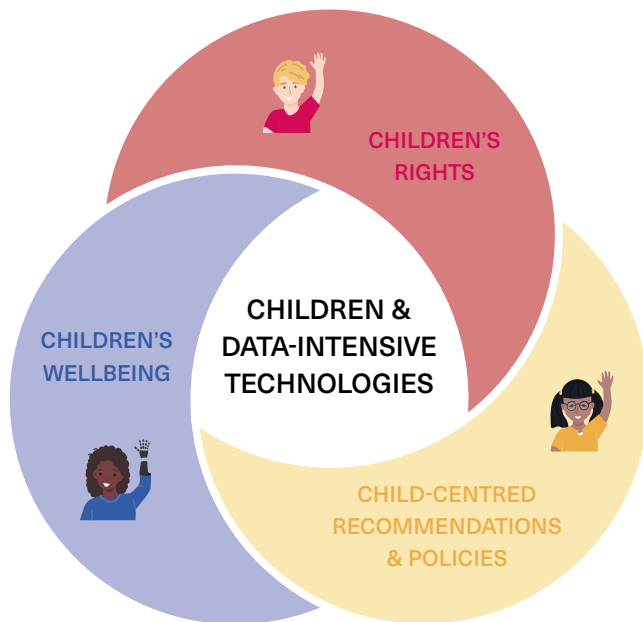 CHILDREN'S
RIGHTS
CHILDREN &
DATA-INTENSIVE
TECHNOLOGIES
CHILDREN'S
WELLBEING
CHILD-CENTRED
RECOMMENDATIONS
& POLICIES